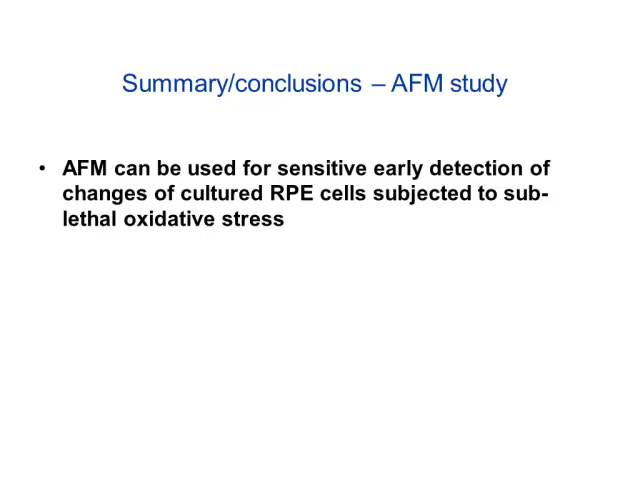 Summary/conclusions – AFM study
• AFM can be used for sensitive early detection of
changes of cultured RPE cells subjected to sub-
lethal oxidative stress